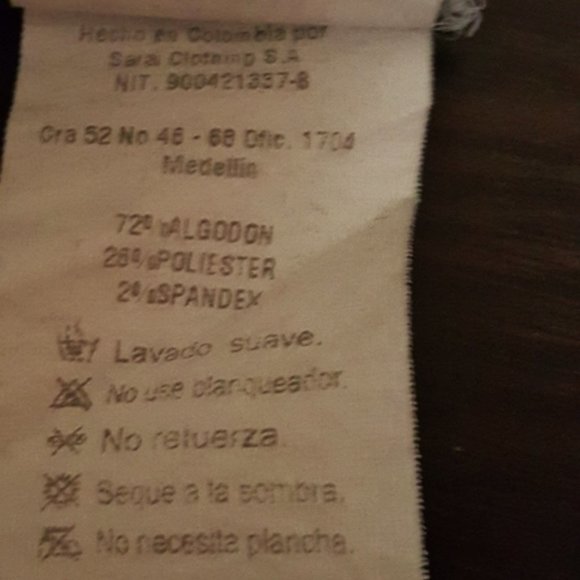 Hecho en Colombia por
Sarai Clothing S.A
NIT. 900421337-8
Cra 52 No 46 - 68 Ofic. 1704
Medellin
72%ALGODON
26%POLIESTER
2%SPANDEX
Lavado suave.
No use blanqueador.
No retuerza.
Seque a la sombra.
No necesita plancha.